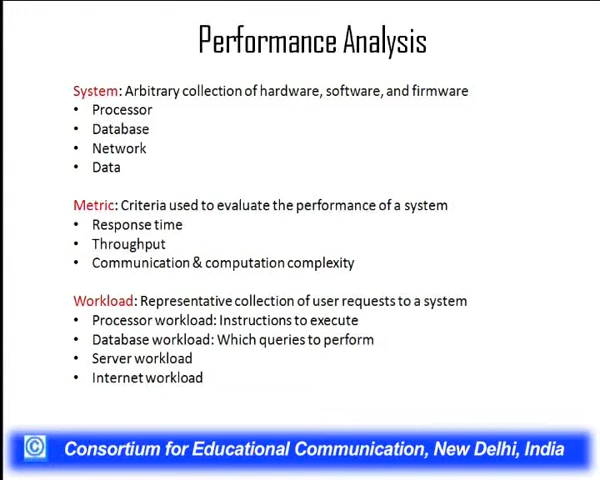 Performance Analysis
System: Arbitrary collection of hardware, software, and firmware
• Processor
• Database
• Network
• Data
Metric: Criteria used to evaluate the performance of a system
• Response time
• Throughput
• Communication & computation complexity
Workload: Representative collection of user requests to a system
• Processor workload: Instructions to execute
• Database workload: Which queries to perform
• Server workload
• Internet workload
© Consortium for Educational Communication, New Delhi, India